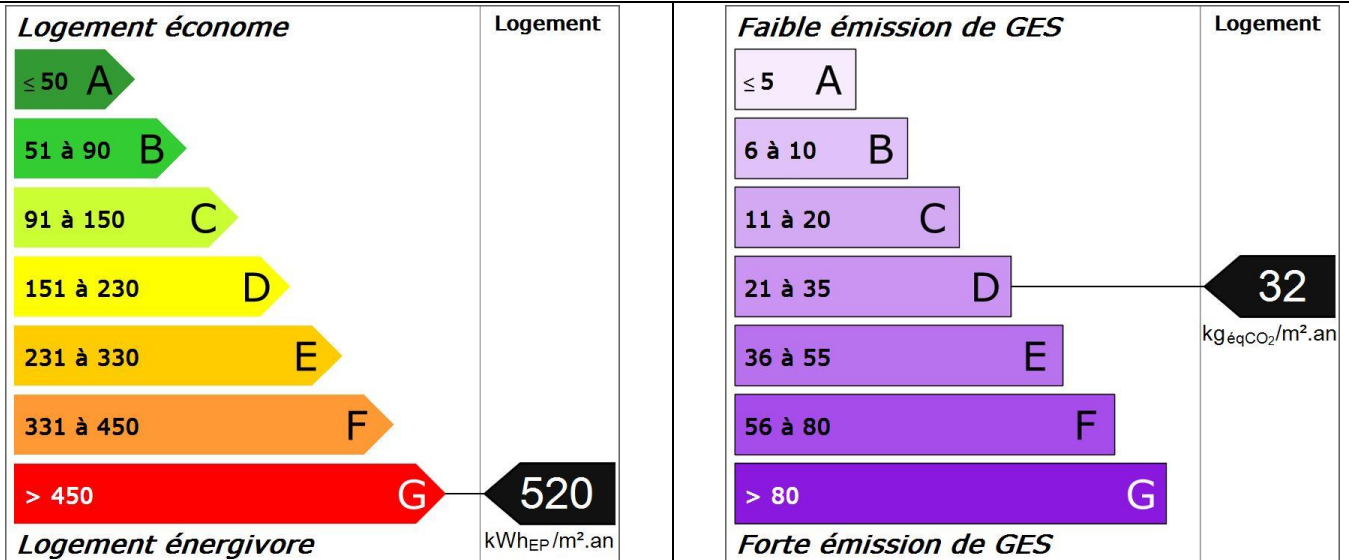 Logement économe
Logement
≤ 50 A
51 à 90 B
91 à 150 C
151 à 230 D
231 à 330 E
331 à 450 F
> 450 G
520
kWhEP/m².an
Logement énergivore
Faible émission de GES
Logement
≤ 5 A
6 à 10 B
11 à 20 C
21 à 35 D
32
kgéqCO₂/m².an
36 à 55 E
56 à 80 F
> 80 G
Forte émission de GES